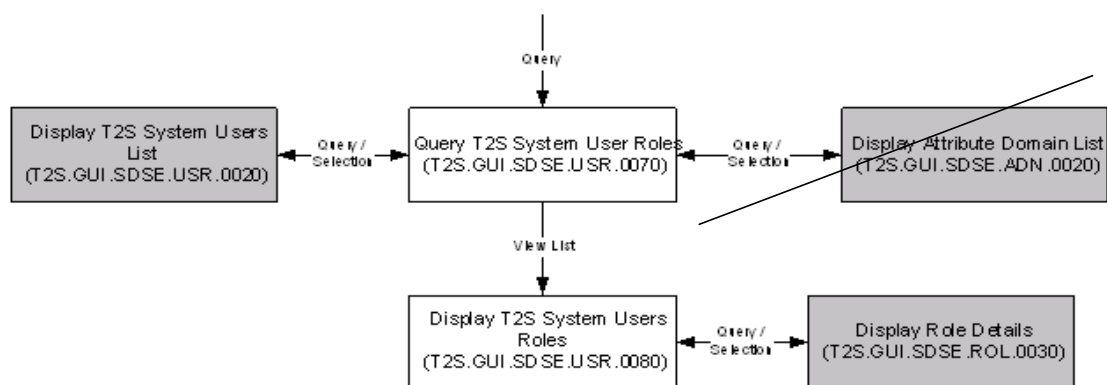 Query
Display T2S System Users
List
(T2S.GUI.SDSE.USR.0020)
Query /
Selection
Query T2S System User Roles
(T2S.GUI.SDSE.USR.0070)
Query /
Selection
Display Attribute Domain List
(T2S.GUI.SDSE.ADN.0020)
View List
Display T2S System Users
Roles
(T2S.GUI.SDSE.USR.0080)
Query /
Selection
Display Role Details
(T2S.GUI.SDSE.ROL.0030)